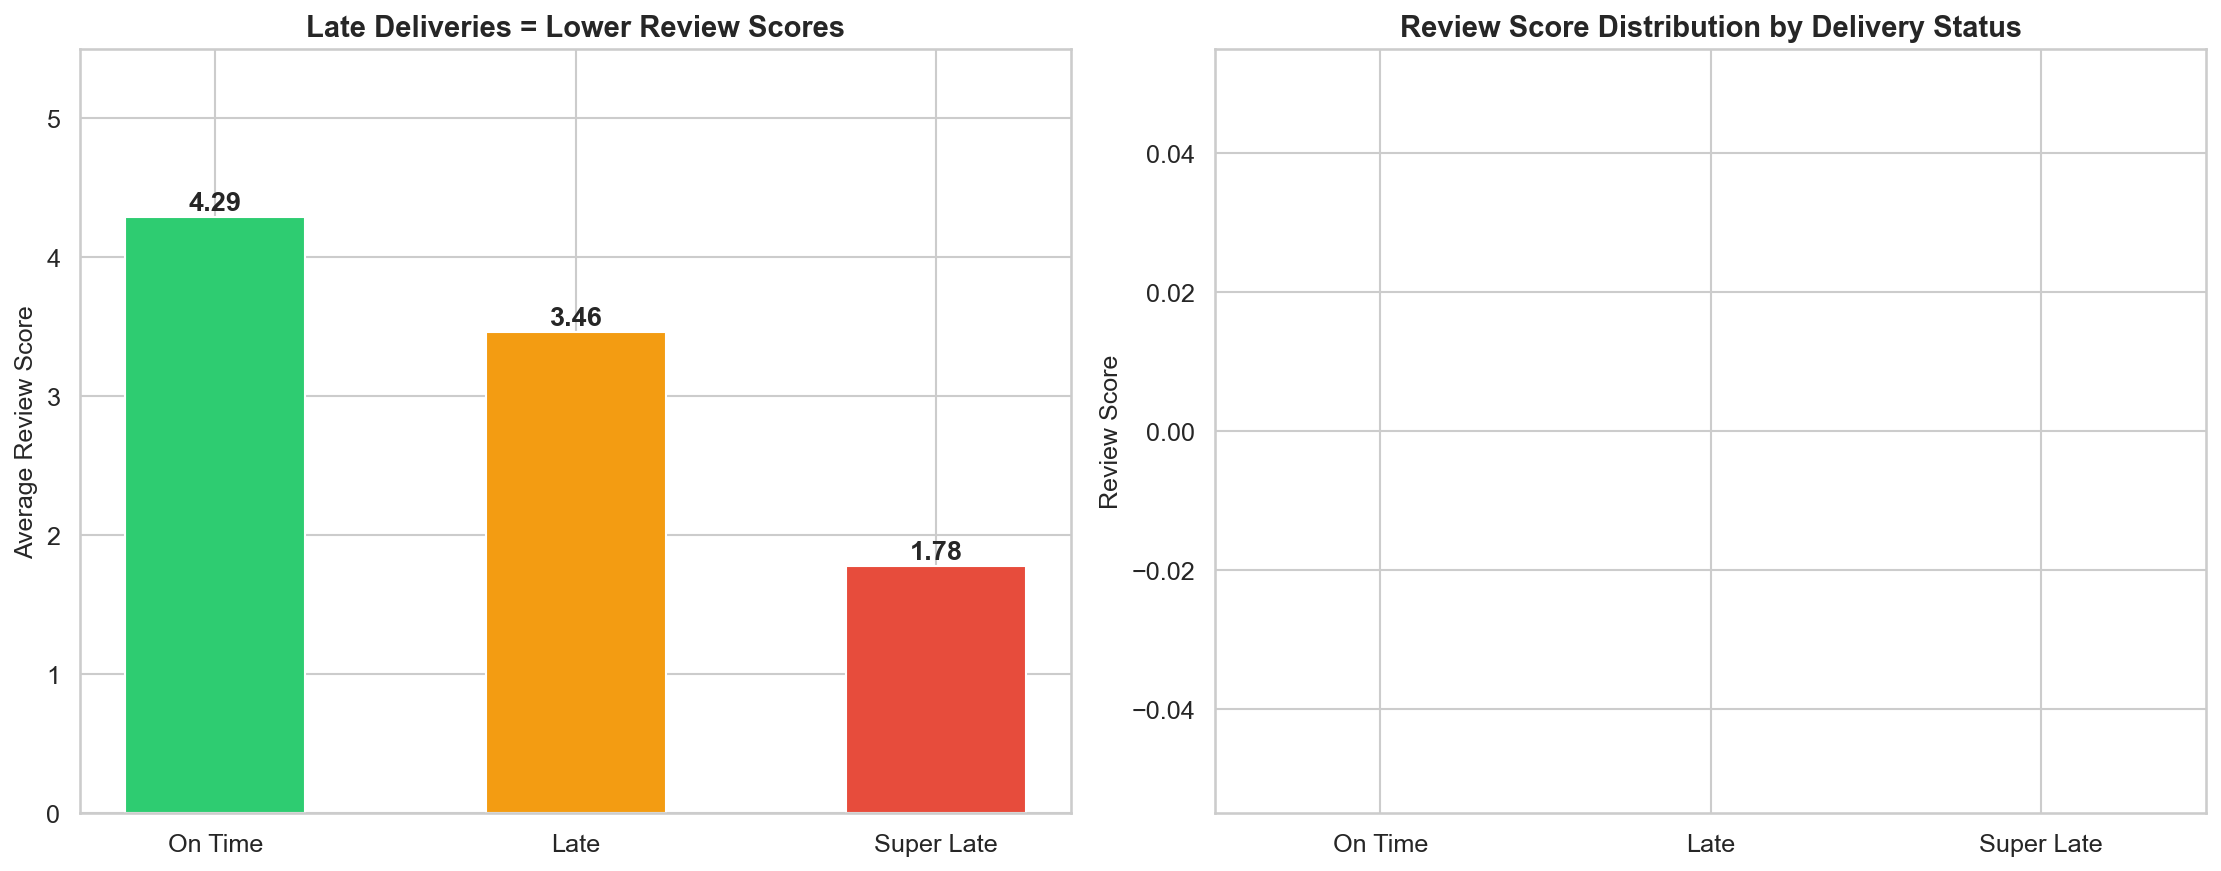 Late Deliveries = Lower Review Scores
Average Review Score
5
4
3
2
1
0
4.29
3.46
1.78
On Time
Late
Super Late
Review Score Distribution by Delivery Status
Review Score
0.04
0.02
0.00
−0.02
−0.04
On Time
Late
Super Late